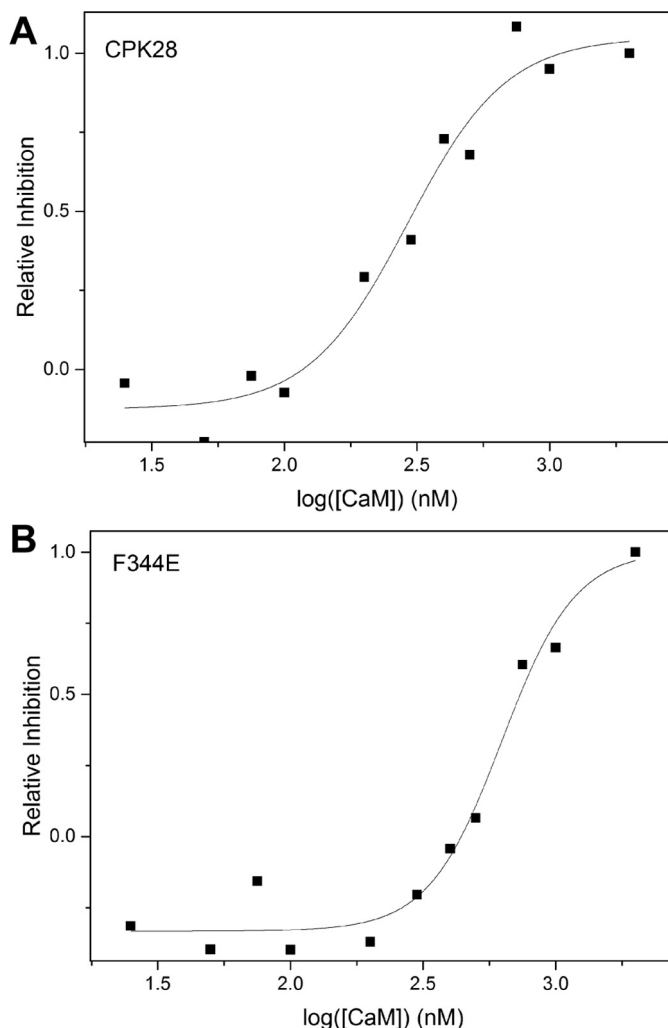 A
CPK28
1.0
0.5
0.0
Relative Inhibition
1.5 2.0 2.5 3.0
log([CaM]) (nM)
B
F344E
1.0
0.5
0.0
Relative Inhibition
1.5 2.0 2.5 3.0
log([CaM]) (nM)